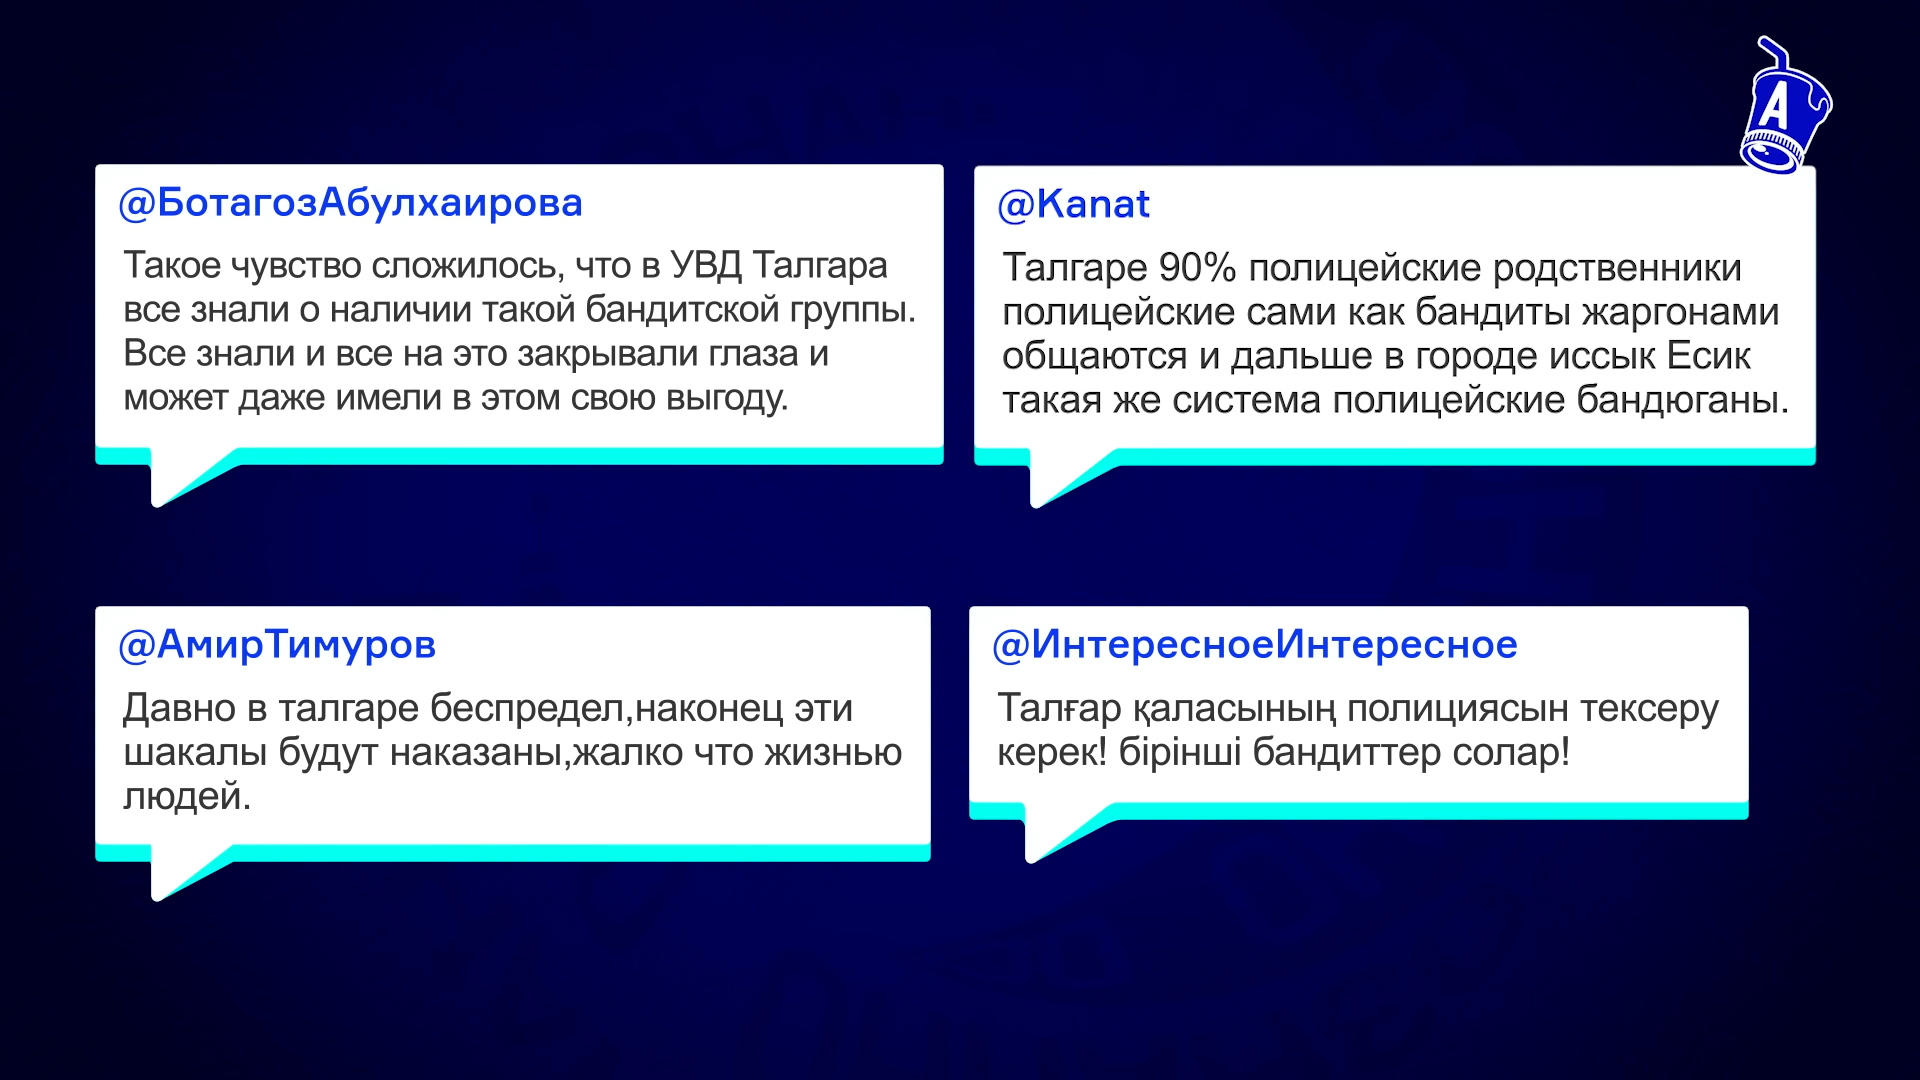 А
@БотагозАбулхаирова
Такое чувство сложилось, что в УВД Талгара
все знали о наличии такой бандитской группы.
Все знали и все на это закрывали глаза и
может даже имели в этом свою выгоду.
@Kanat
Талгаре 90% полицейские родственники
полицейские сами как бандиты жаргонами
общаются и дальше в городе иссык Есик
такая же система полицейские бандюганы.
@АмирТимуров
Давно в талгаре беспредел,наконец эти
шакалы будут наказаны,жалко что жизнью
людей.
@ИнтересноеИнтересное
Талғар қаласының полициясын тексеру
керек! бірінші бандиттер солар!